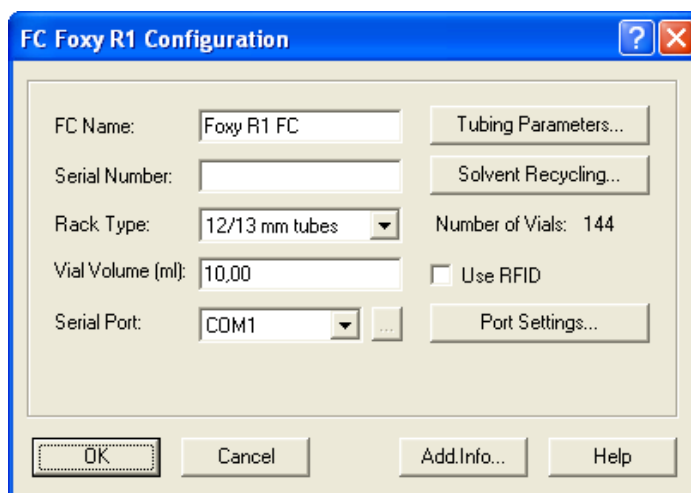 FC Foxy R1 Configuration
FC Name: Foxy R1 FC Tubing Parameters...
Serial Number: Solvent Recycling...
Rack Type: 12/13 mm tubes Number of Vials: 144
Vial Volume (ml): 10,00 Use RFID
Serial Port: COM1 ... Port Settings...
OK Cancel Add.Info... Help